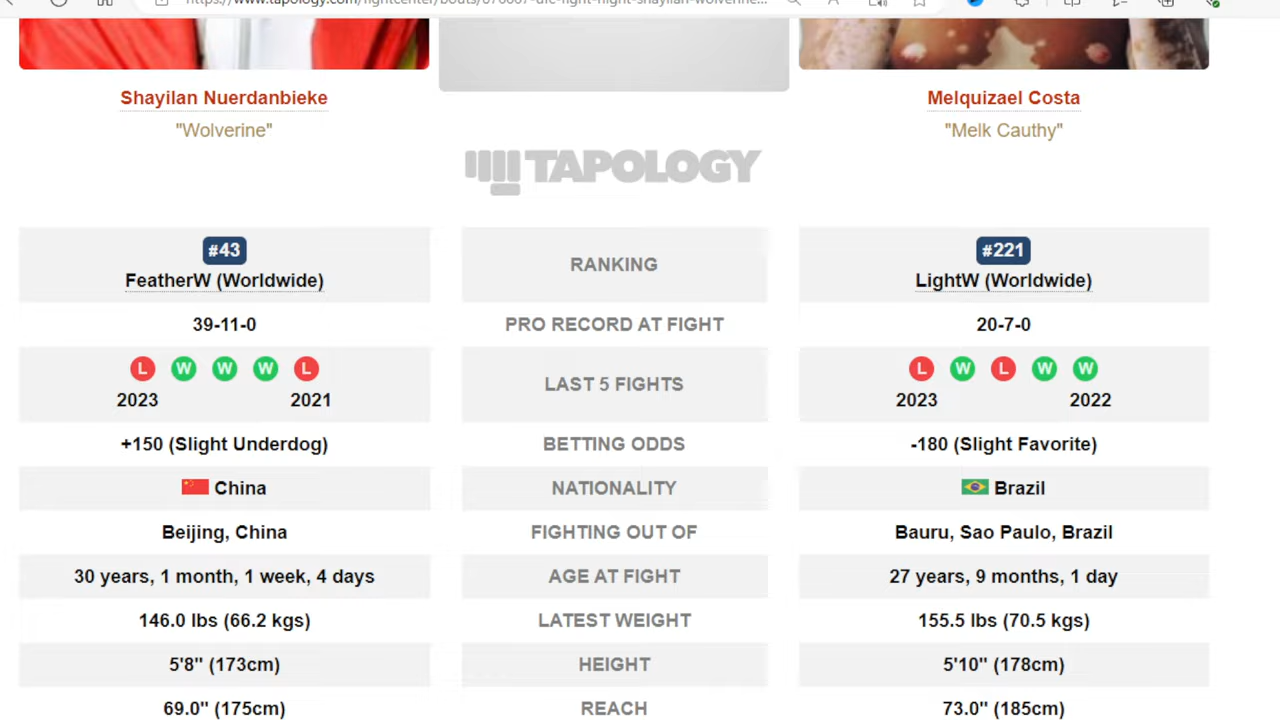 Shayilan Nuerdanbieke
"Wolverine"
Melquizael Costa
"Melk Cauthy"
TAPOLOGY
#43
FeatherW (Worldwide)
RANKING
#221
LightW (Worldwide)
39-11-0
PRO RECORD AT FIGHT
20-7-0
L W W W L
2023 2021
LAST 5 FIGHTS
L W L W W
2023 2022
+150 (Slight Underdog)
BETTING ODDS
-180 (Slight Favorite)
China
NATIONALITY
Brazil
Beijing, China
FIGHTING OUT OF
Bauru, Sao Paulo, Brazil
30 years, 1 month, 1 week, 4 days
AGE AT FIGHT
27 years, 9 months, 1 day
146.0 lbs (66.2 kgs)
LATEST WEIGHT
155.5 lbs (70.5 kgs)
5'8" (173cm)
HEIGHT
5'10" (178cm)
69.0" (175cm)
REACH
73.0" (185cm)